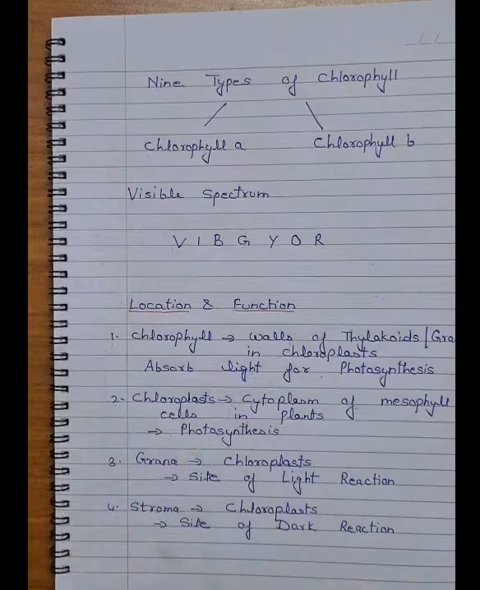 Nine Types of Chlorophyll
Chlorophyll a Chlorophyll b
Visible Spectrum
V I B G Y O R
Location & Function
1. Chlorophyll → Walls of Thylakoids | Gra
in chloroplasts
Absorb light for Photosynthesis
2. Chloroplasts → Cytoplasm of mesophyll
cells in plants
→ Photosynthesis
3. Grana → Chloroplasts
→ Site of Light Reaction
4. Stroma → Chloroplasts
→ Site of Dark Reaction